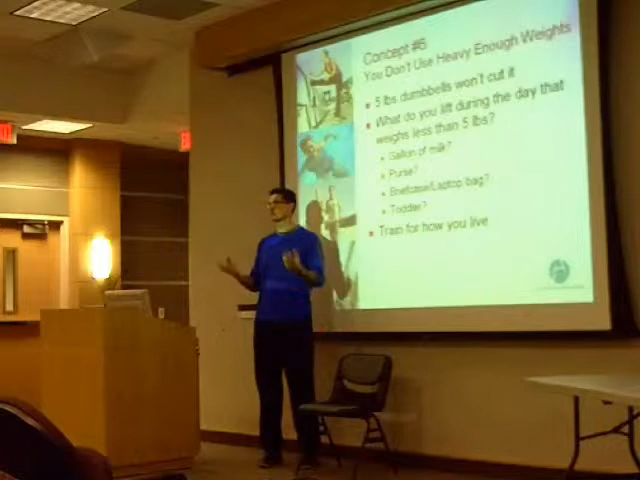 Concept #6
You Don't Use Heavy Enough Weights
5 lbs dumbbells won't cut it
What do you lift during the day that
weighs less than 5 lbs?
Gallon of milk?
Purse?
Briefcase/Laptop bag?
Toddler?
Train for how you live